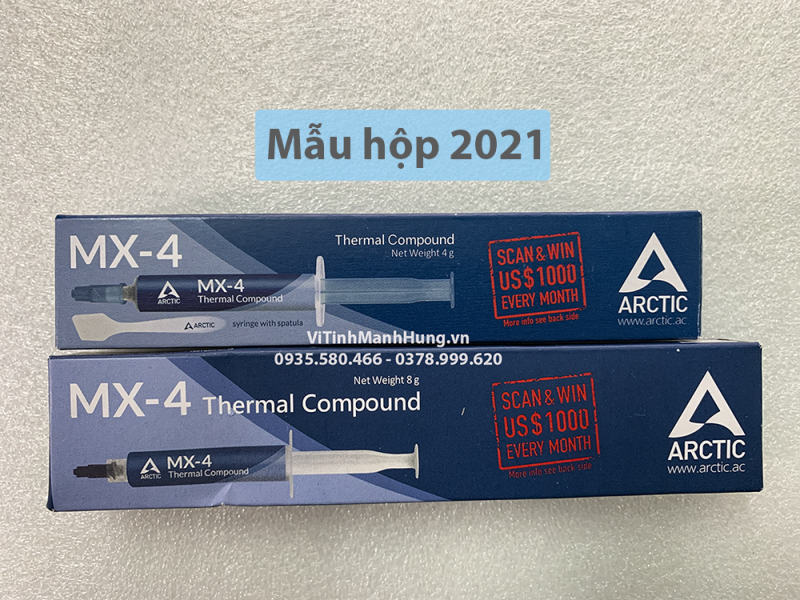 Mẫu hộp 2021
MX-4
Thermal Compound
Net Weight 4 g
SCAN & WIN
US$1000
EVERY MONTH
More info see back side
ARCTIC
www.arctic.ac
ARCTIC
MX-4
Thermal Compound
ARCTIC
syringe with spatula
ViTinhManhHung.vn
0935.580.466 - 0378.999.620
Net Weight 8 g
MX-4 Thermal Compound
SCAN & WIN
US$1000
EVERY MONTH
More info see back side
ARCTIC
www.arctic.ac
ARCTIC
MX-4
Thermal Compound